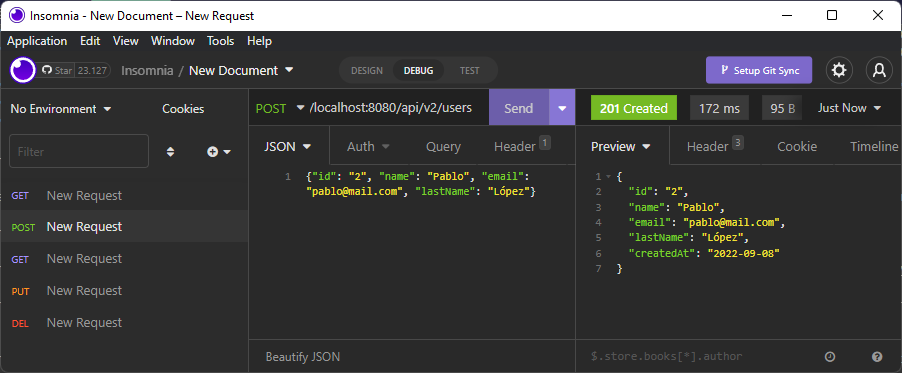 Insomnia - New Document – New Request
Application Edit View Window Tools Help
Star 23.127 Insomnia / New Document DESIGN DEBUG TEST Setup Git Sync
No Environment Cookies
Filter
GET New Request
POST New Request
GET New Request
PUT New Request
DEL New Request
POST /localhost:8080/api/v2/users Send
JSON Auth Query Header 1
1 {"id": "2", "name": "Pablo", "email":
"pablo@mail.com", "lastName": "López"}
Beautify JSON
201 Created 172 ms 95 B Just Now
Preview Header 3 Cookie Timeline
1 {
2 "id": "2",
3 "name": "Pablo",
4 "email": "pablo@mail.com",
5 "lastName": "López",
6 "createdAt": "2022-09-08"
7 }
$.store.books[*].author